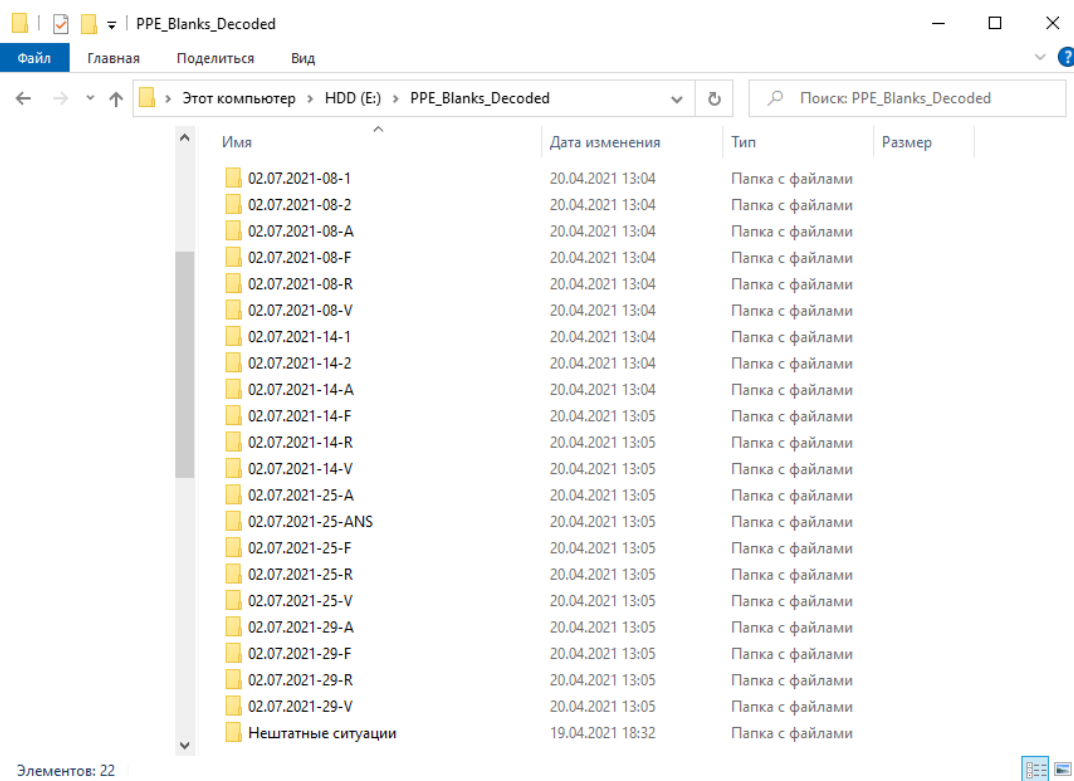 PPE_Blanks_Decoded
Файл Главная Поделиться Вид
Этот компьютер HDD (E:) PPE_Blanks_Decoded Поиск: PPE_Blanks_Decoded
Имя Дата изменения Тип Размер
02.07.2021-08-1 20.04.2021 13:04 Папка с файлами
02.07.2021-08-2 20.04.2021 13:04 Папка с файлами
02.07.2021-08-A 20.04.2021 13:04 Папка с файлами
02.07.2021-08-F 20.04.2021 13:04 Папка с файлами
02.07.2021-08-R 20.04.2021 13:04 Папка с файлами
02.07.2021-08-V 20.04.2021 13:04 Папка с файлами
02.07.2021-14-1 20.04.2021 13:04 Папка с файлами
02.07.2021-14-2 20.04.2021 13:04 Папка с файлами
02.07.2021-14-A 20.04.2021 13:04 Папка с файлами
02.07.2021-14-F 20.04.2021 13:05 Папка с файлами
02.07.2021-14-R 20.04.2021 13:05 Папка с файлами
02.07.2021-14-V 20.04.2021 13:05 Папка с файлами
02.07.2021-25-A 20.04.2021 13:05 Папка с файлами
02.07.2021-25-ANS 20.04.2021 13:05 Папка с файлами
02.07.2021-25-F 20.04.2021 13:05 Папка с файлами
02.07.2021-25-R 20.04.2021 13:05 Папка с файлами
02.07.2021-25-V 20.04.2021 13:05 Папка с файлами
02.07.2021-29-A 20.04.2021 13:05 Папка с файлами
02.07.2021-29-F 20.04.2021 13:05 Папка с файлами
02.07.2021-29-R 20.04.2021 13:05 Папка с файлами
02.07.2021-29-V 20.04.2021 13:05 Папка с файлами
Нештатные ситуации 19.04.2021 18:32 Папка с файлами
Элементов: 22